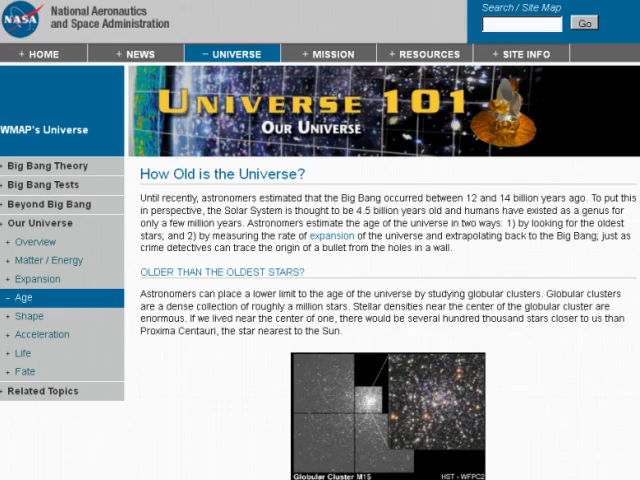 NASA
National Aeronautics
and Space Administration
Search / Site Map
Go
+ HOME
+ NEWS
− UNIVERSE
+ MISSION
+ RESOURCES
+ SITE INFO
WMAP's Universe
UNIVERSE 101
OUR UNIVERSE
+ Big Bang Theory
+ Big Bang Tests
+ Beyond Big Bang
+ Our Universe
+ Overview
+ Matter / Energy
+ Expansion
− Age
+ Shape
+ Acceleration
+ Life
+ Fate
+ Related Topics
How Old is the Universe?
Until recently, astronomers estimated that the Big Bang occurred between 12 and 14 billion years ago. To put this
in perspective, the Solar System is thought to be 4.5 billion years old and humans have existed as a genus for
only a few million years. Astronomers estimate the age of the universe in two ways: 1) by looking for the oldest
stars; and 2) by measuring the rate of expansion of the universe and extrapolating back to the Big Bang; just as
crime detectives can trace the origin of a bullet from the holes in a wall.
OLDER THAN THE OLDEST STARS?
Astronomers can place a lower limit to the age of the universe by studying globular clusters. Globular clusters
are a dense collection of roughly a million stars. Stellar densities near the center of the globular cluster are
enormous. If we lived near the center of one, there would be several hundred thousand stars closer to us than
Proxima Centauri, the star nearest to the Sun.
Globular Cluster M15
HST - WFPC2